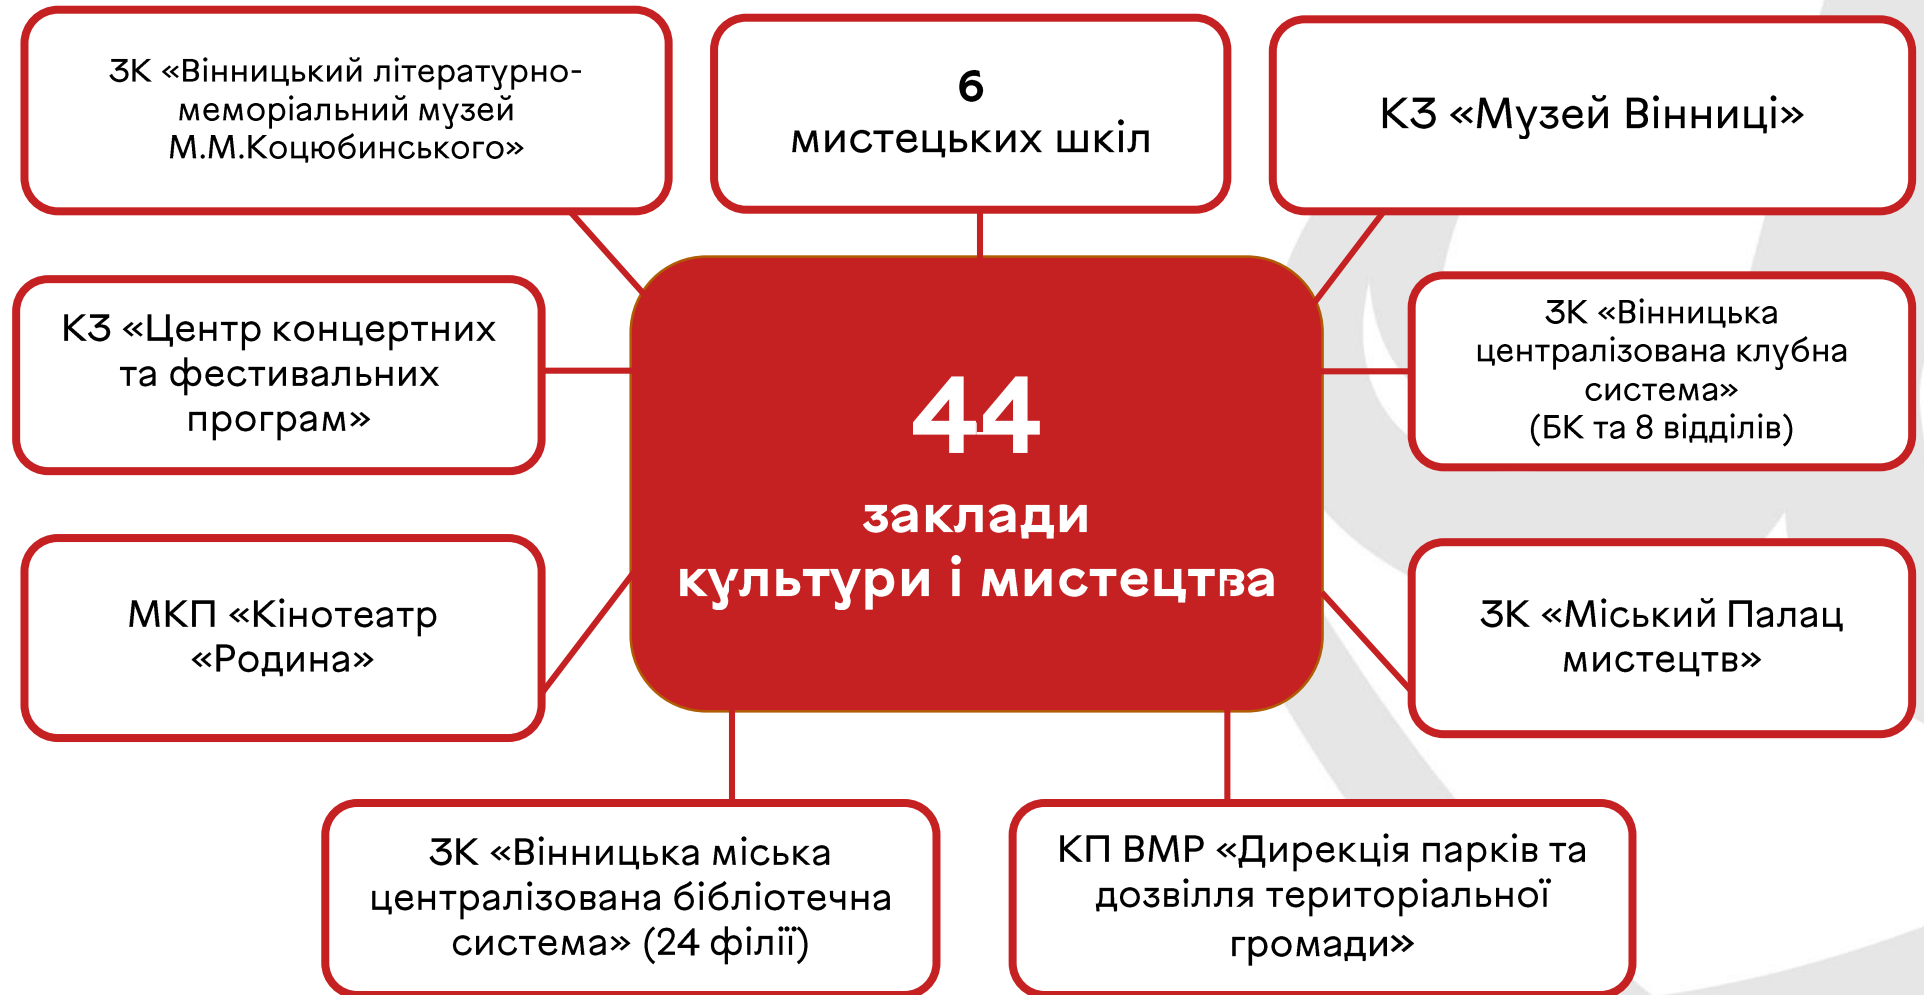 ЗК «Вінницький літературно-
меморіальний музей
М.М.Коцюбинського»
6
мистецьких шкіл
КЗ «Музей Вінниці»
КЗ «Центр концертних
та фестивальних
програм»
44
заклади
культури і мистецтва
ЗК «Вінницька
централізована клубна
система»
(БК та 8 відділів)
МКП «Кінотеатр
«Родина»
ЗК «Міський Палац
мистецтв»
ЗК «Вінницька міська
централізована бібліотечна
система» (24 філії)
КП ВМР «Дирекція парків та
дозвілля територіальної
громади»